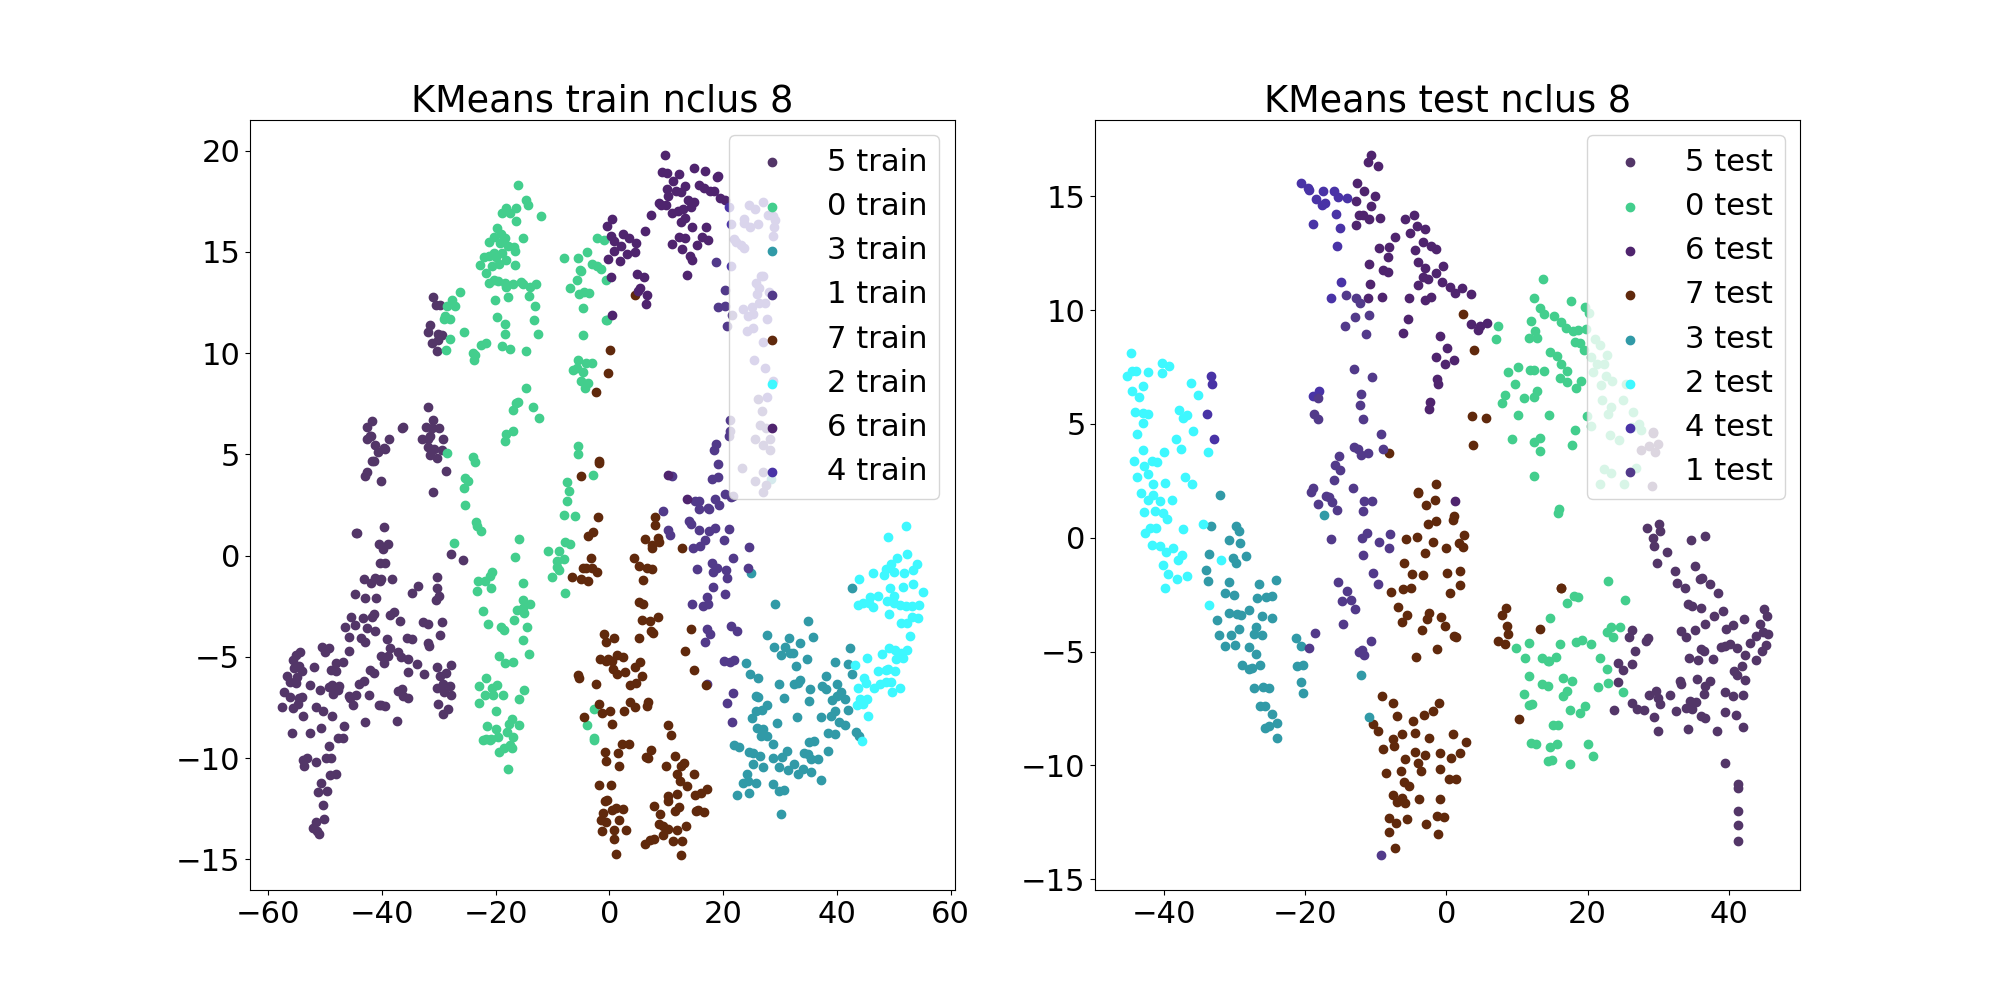 KMeans train nclus 8
20
15
10
5
0
−5
−10
−15
−60 −40 −20 0 20 40 60
5 train
0 train
3 train
1 train
7 train
2 train
6 train
4 train
KMeans test nclus 8
15
10
5
0
−5
−10
−15
−40 −20 0 20 40
5 test
0 test
6 test
7 test
3 test
2 test
4 test
1 test